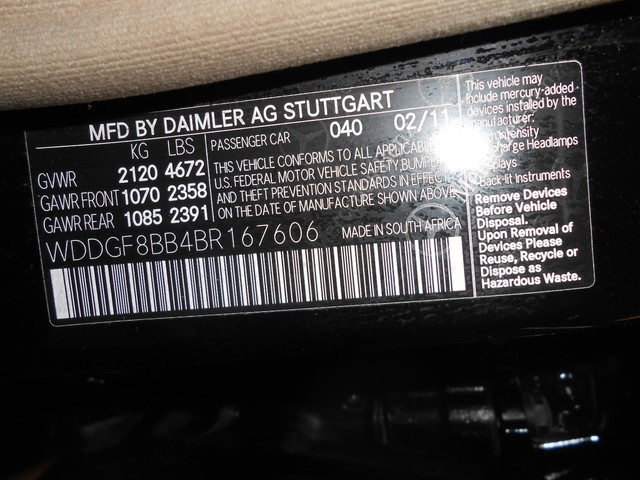 MFD BY DAIMLER AG STUTTGART
KG LBS
GVWR 2120 4672
GAWR FRONT 1070 2358
GAWR REAR 1085 2391
PASSENGER CAR 040 02/11
THIS VEHICLE CONFORMS TO ALL APPLICABLE
U.S. FEDERAL MOTOR VEHICLE SAFETY BUMPER
AND THEFT PREVENTION STANDARDS IN EFFECT
ON THE DATE OF MANUFACTURE SHOWN ABOVE
WDDGF8BB4BR167606 MADE IN SOUTH AFRICA
This vehicle may
include mercury-added
devices installed by the
manufacturer:
Headlamps
Back lit Instruments
Remove Devices
Before Vehicle
Disposal.
Upon Removal of
Devices Please
Reuse, Recycle or
Dispose as
Hazardous Waste.